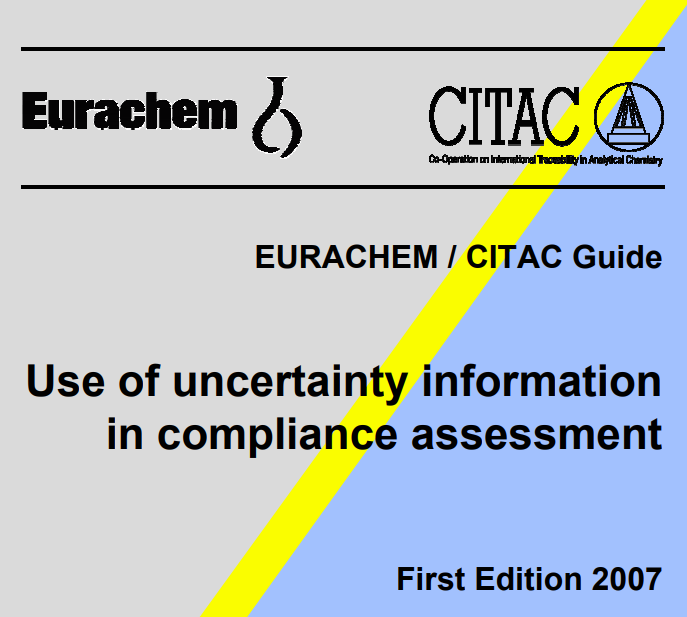 Eurachem
CITAC
Co-Operation on International Traceability in Analytical Chemistry
EURACHEM / CITAC Guide
Use of uncertainty information
in compliance assessment
First Edition 2007